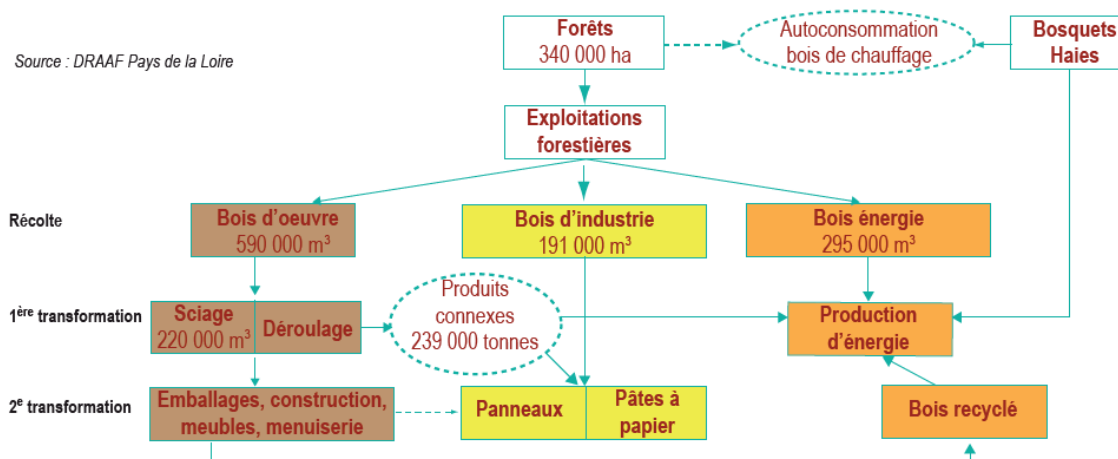 Forêts
340 000 ha
Autoconsommation
bois de chauffage
Bosquets
Haies
Source : DRAAF Pays de la Loire
Exploitations
forestières
Récolte
Bois d'oeuvre
590 000 m³
Bois d'industrie
191 000 m³
Bois énergie
295 000 m³
1ère transformation
Sciage
220 000 m³
Déroulage
Produits
connexes
239 000 tonnes
Production
d'énergie
2e transformation
Emballages, construction,
meubles, menuiserie
Panneaux
Pâtes à
papier
Bois recyclé